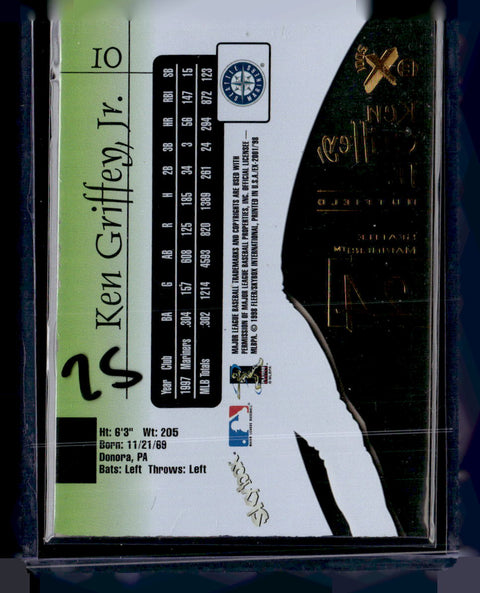 10
Ken Griffey, Jr.
25
Ht: 6'3" Wt: 205
Born: 11/21/69
Donora, PA
Bats: Left Throws: Left
Year Club BA G AB R H 2B 3B HR RBI SB
1997 Mariners .304 157 608 125 185 34 3 56 147 15
MLB Totals .302 1214 4593 820 1389 261 24 294 872 123
SEATTLE MARINERS
MAJOR LEAGUE BASEBALL TRADEMARKS AND COPYRIGHTS ARE USED WITH
PERMISSION OF MAJOR LEAGUE BASEBALL PROPERTIES, INC. OFFICIAL LICENSEE —
MLBPA. © 1998 FLEER/SKYBOX INTERNATIONAL, PRINTED IN U.S.A./EX-2001/'98
SkyBox
Ken
Griffey,
Jr.
OUTFIELD
SEATTLE
MARINERS™
24